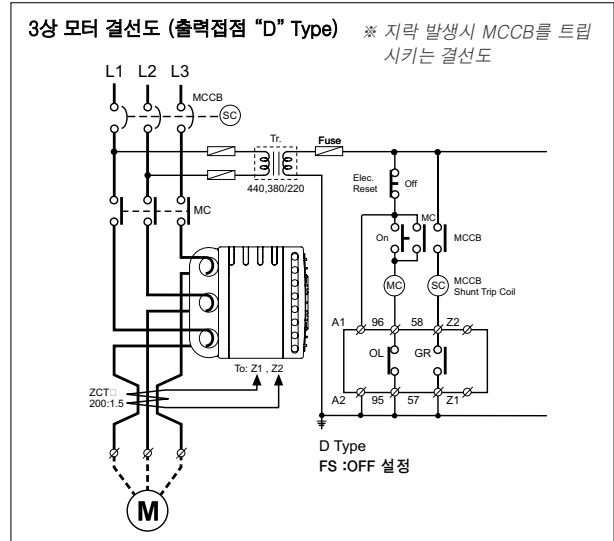 3상 모터 결선도 (출력접점 “D” Type)
※ 지락 발생시 MCCB를 트립
시키는 결선도
L1 L2 L3
MCCB
SC
Tr.
Fuse
440,380/220
Elec.
Reset
Off
MC
On
MC
MCCB
MC
SC
MCCB
Shunt Trip Coil
A1 96 58 Z2
OL
GR
A2 95 57 Z1
To: Z1 , Z2
ZCT□
200:1.5
D Type
FS :OFF 설정
M